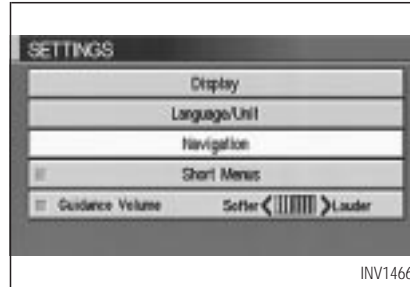 SETTINGS
Display
Language/Unit
Navigation
Short Menus
Guidance Volume Softer Louder
INV1466